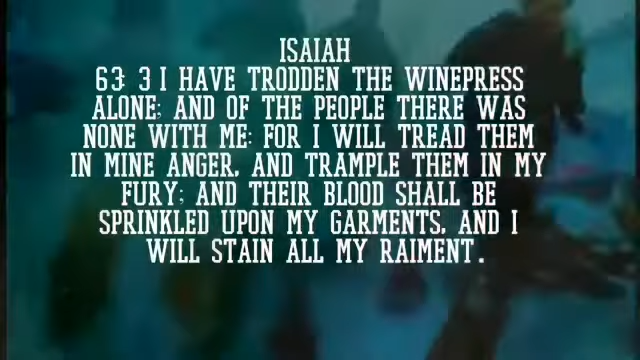 ISAIAH
63: 3 I HAVE TRODDEN THE WINEPRESS
ALONE; AND OF THE PEOPLE THERE WAS
NONE WITH ME: FOR I WILL TREAD THEM
IN MINE ANGER, AND TRAMPLE THEM IN MY
FURY; AND THEIR BLOOD SHALL BE
SPRINKLED UPON MY GARMENTS, AND I
WILL STAIN ALL MY RAIMENT.